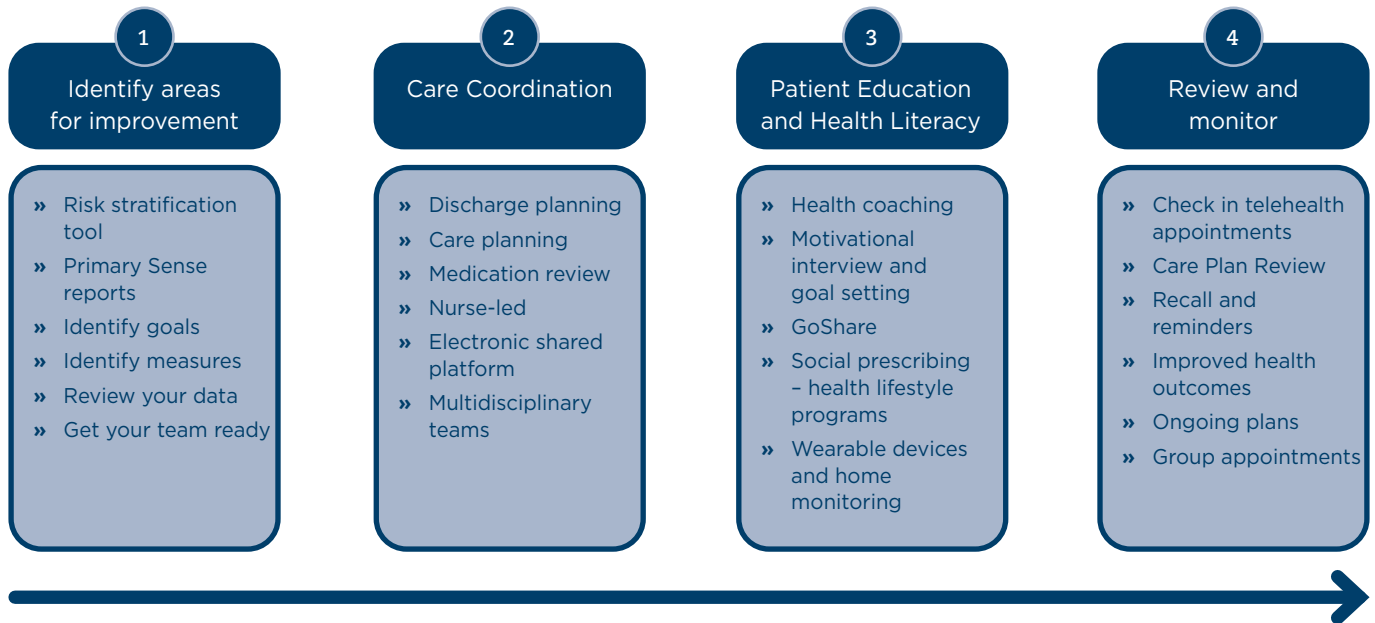 1
Identify areas
for improvement
» Risk stratification
tool
» Primary Sense
reports
» Identify goals
» Identify measures
» Review your data
» Get your team ready
2
Care Coordination
» Discharge planning
» Care planning
» Medication review
» Nurse-led
» Electronic shared
platform
» Multidisciplinary
teams
3
Patient Education
and Health Literacy
» Health coaching
» Motivational
interview and
goal setting
» GoShare
» Social prescribing
– health lifestyle
programs
» Wearable devices
and home
monitoring
4
Review and
monitor
» Check in telehealth
appointments
» Care Plan Review
» Recall and
reminders
» Improved health
outcomes
» Ongoing plans
» Group appointments